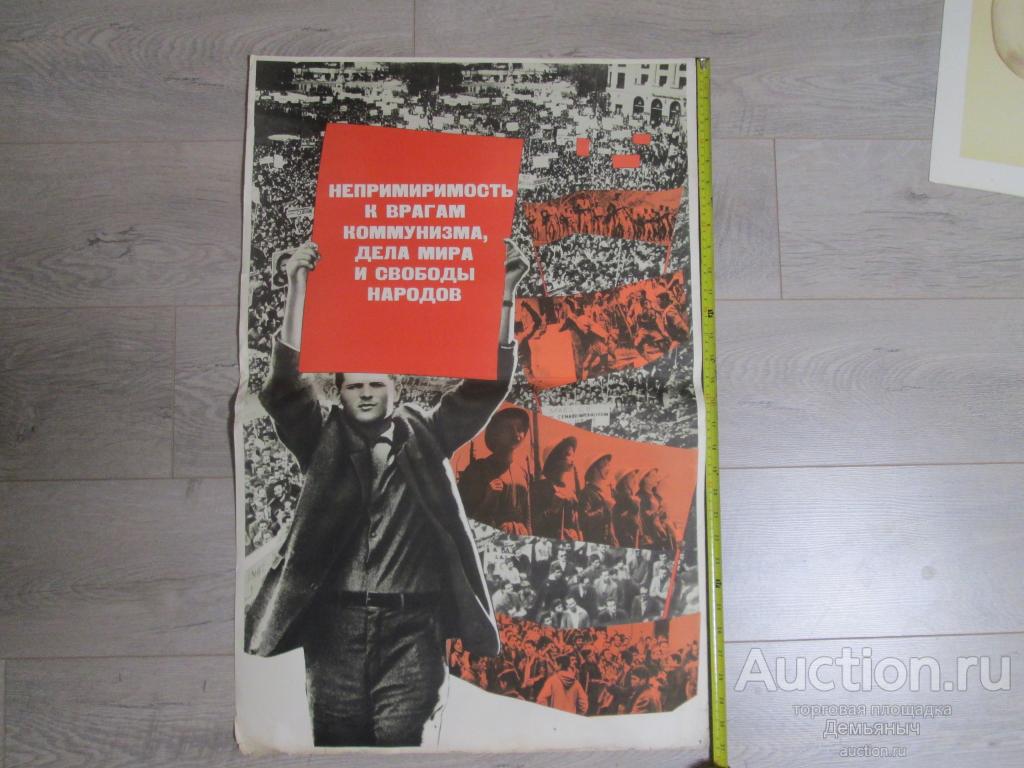 НЕПРИМИРИМОСТЬ
К ВРАГАМ
КОММУНИЗМА,
ДЕЛА МИРА
И СВОБОДЫ
НАРОДОВ
Auction.ru
торговая площадка
Демьяныч
auction.ru